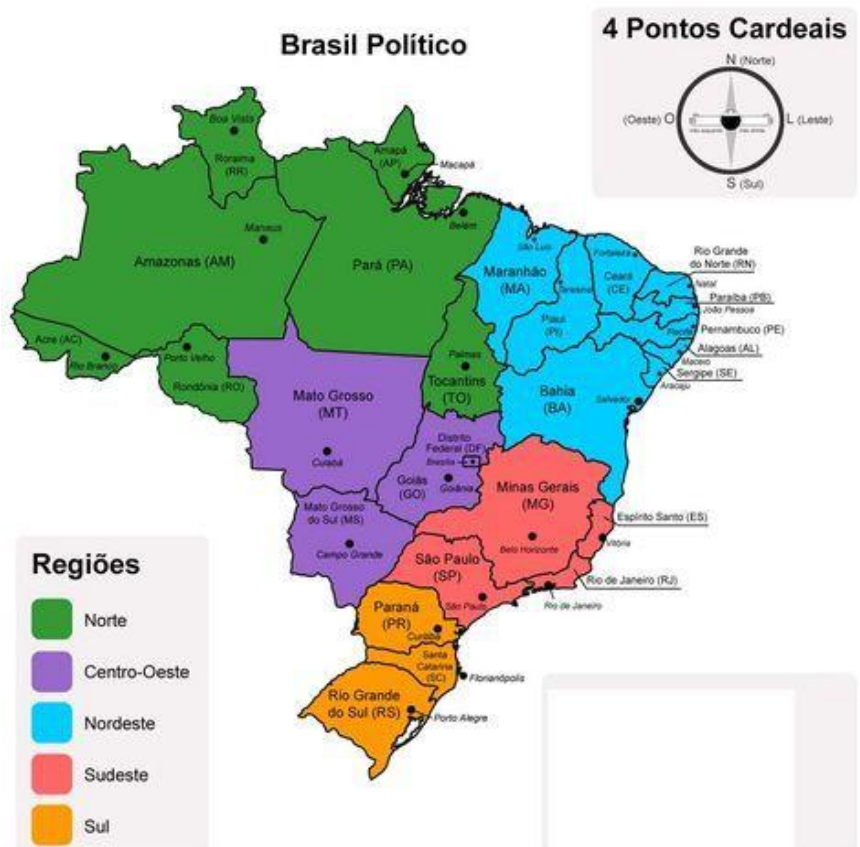 Brasil Político
4 Pontos Cardeais
N (Norte)
(Oeste) O
L (Leste)
S (Sul)
Boa Vista
Roraima
(RR)
Amapá
(AP)
Macapá
Manaus
Amazonas (AM)
Belém
Pará (PA)
São Luís
Maranhão
(MA)
Teresina
Piauí
(PI)
Fortaleza
Ceará
(CE)
Rio Grande
do Norte (RN)
Natal
Paraíba (PB)
João Pessoa
Recife
Pernambuco (PE)
Alagoas (AL)
Maceió
Sergipe (SE)
Aracaju
Acre (AC)
Rio Branco
Porto Velho
Rondônia (RO)
Palmas
Tocantins
(TO)
Bahia
(BA)
Salvador
Mato Grosso
(MT)
Cuiabá
Distrito
Federal (DF)
Brasília
Goiás
(GO)
Goiânia
Minas Gerais
(MG)
Belo Horizonte
Espírito Santo (ES)
Vitória
Mato Grosso
do Sul (MS)
Campo Grande
São Paulo
(SP)
São Paulo
Rio de Janeiro (RJ)
Rio de Janeiro
Paraná
(PR)
Curitiba
Santa
Catarina
(SC)
Florianópolis
Rio Grande
do Sul (RS)
Porto Alegre
Regiões
Norte
Centro-Oeste
Nordeste
Sudeste
Sul